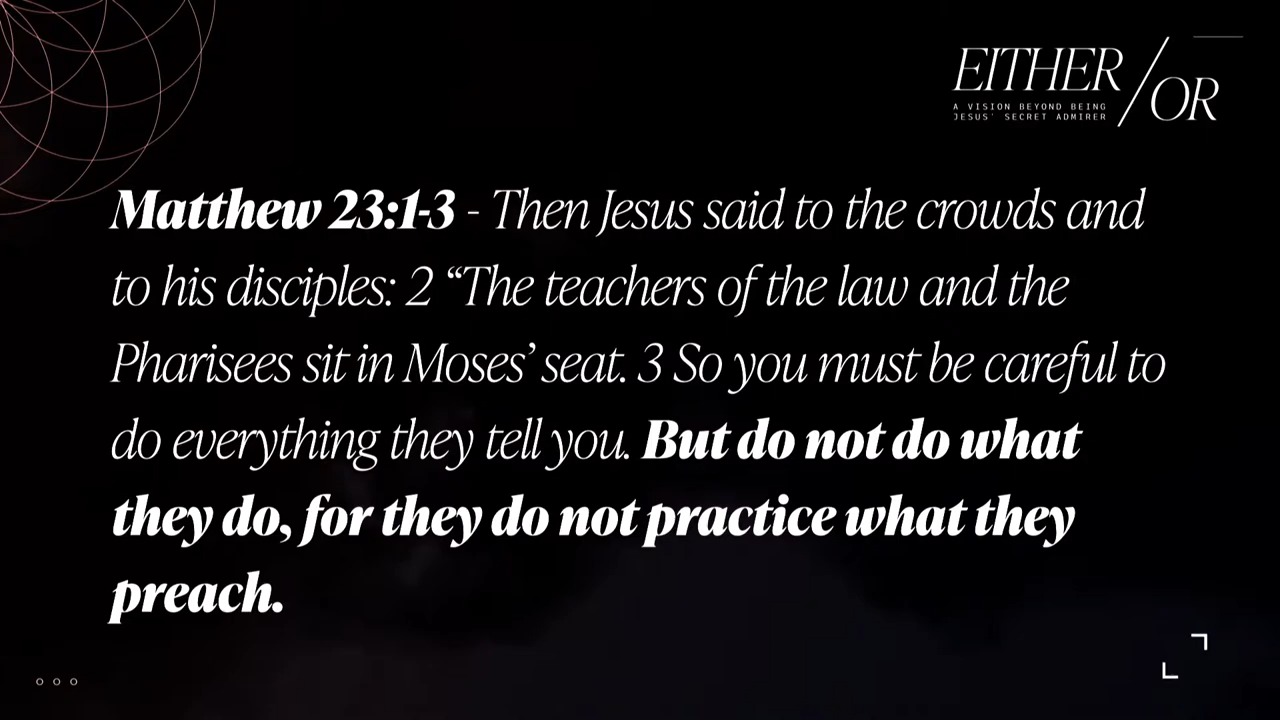 EITHER/OR
A VISION BEYOND BEING
JESUS' SECRET ADMIRER
Matthew 23:1-3 - Then Jesus said to the crowds and
to his disciples: 2 “The teachers of the law and the
Pharisees sit in Moses’ seat. 3 So you must be careful to
do everything they tell you. But do not do what
they do, for they do not practice what they
preach.